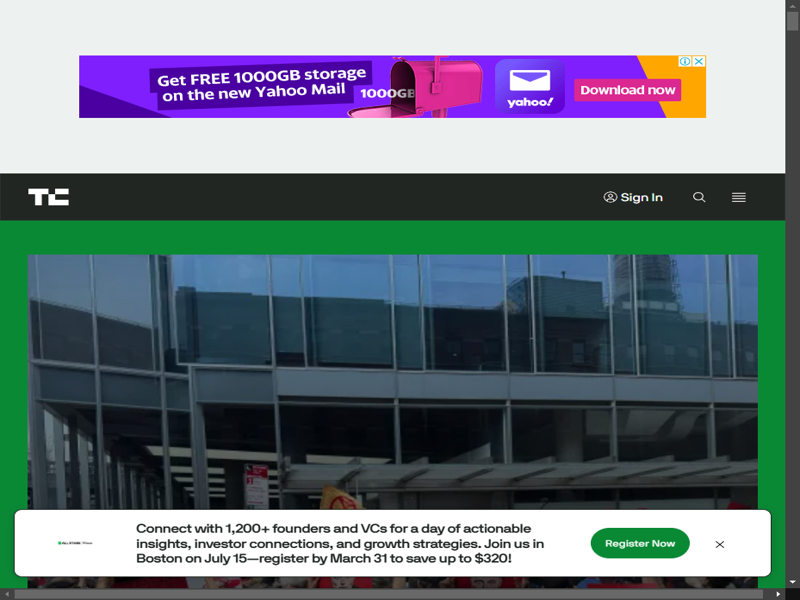 Get FREE 1000GB storage
on the new Yahoo Mail
1000GB
yahoo!
Download now
TC
Sign In
Connect with 1,200+ founders and VCs for a day of actionable
insights, investor connections, and growth strategies. Join us in
Boston on July 15—register by March 31 to save up to $320!
Register Now